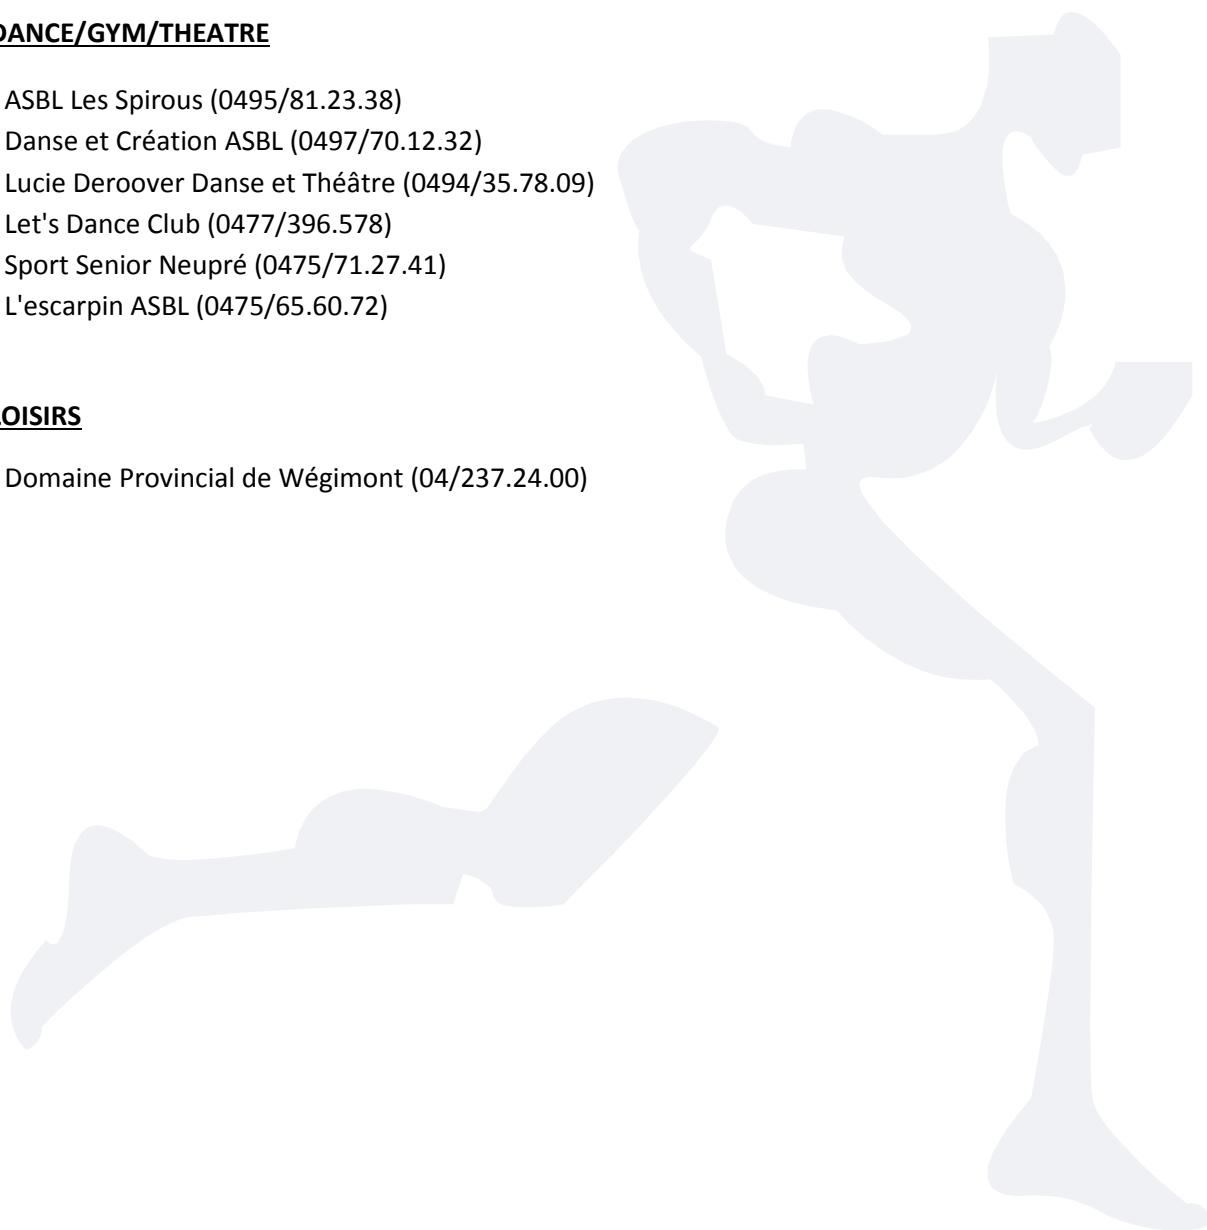 DANCE/GYM/THEATRE
ASBL Les Spirous (0495/81.23.38)
Danse et Création ASBL (0497/70.12.32)
Lucie Deroover Danse et Théâtre (0494/35.78.09)
Let's Dance Club (0477/396.578)
Sport Senior Neupré (0475/71.27.41)
L'escarpin ASBL (0475/65.60.72)
LOISIRS
Domaine Provincial de Wégimont (04/237.24.00)